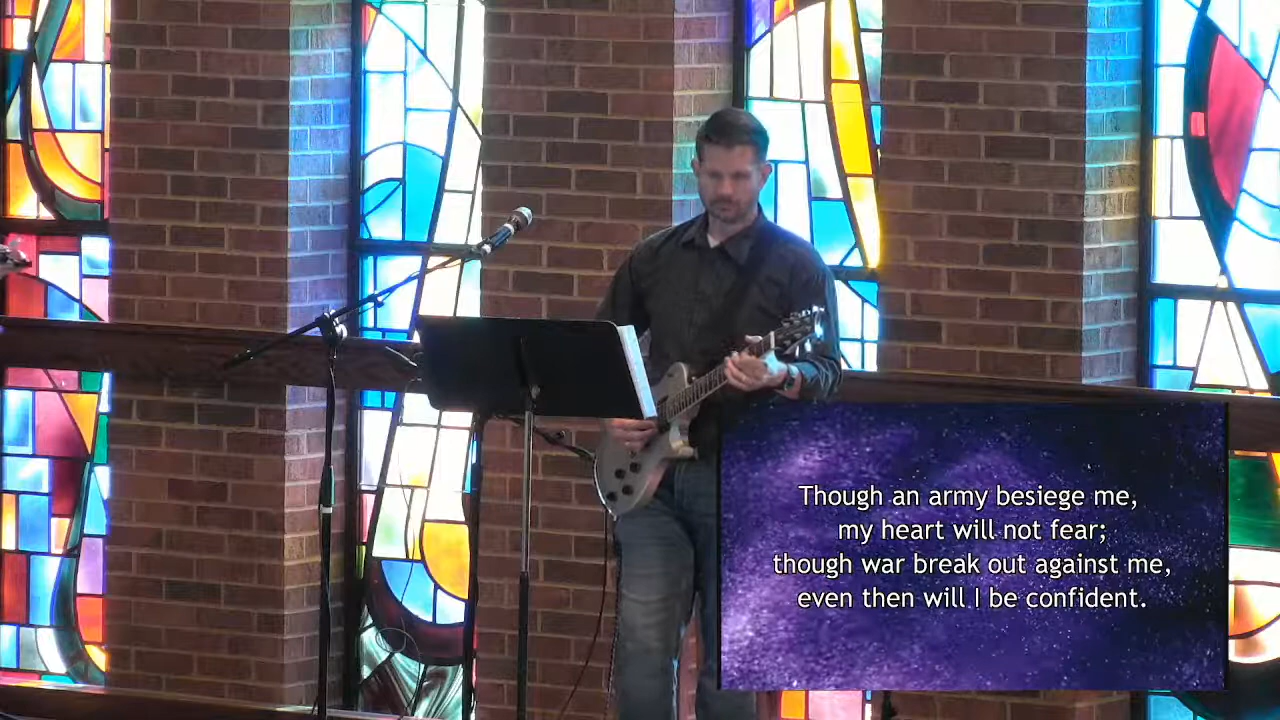 Though an army besiege me,
my heart will not fear;
though war break out against me,
even then will I be confident.